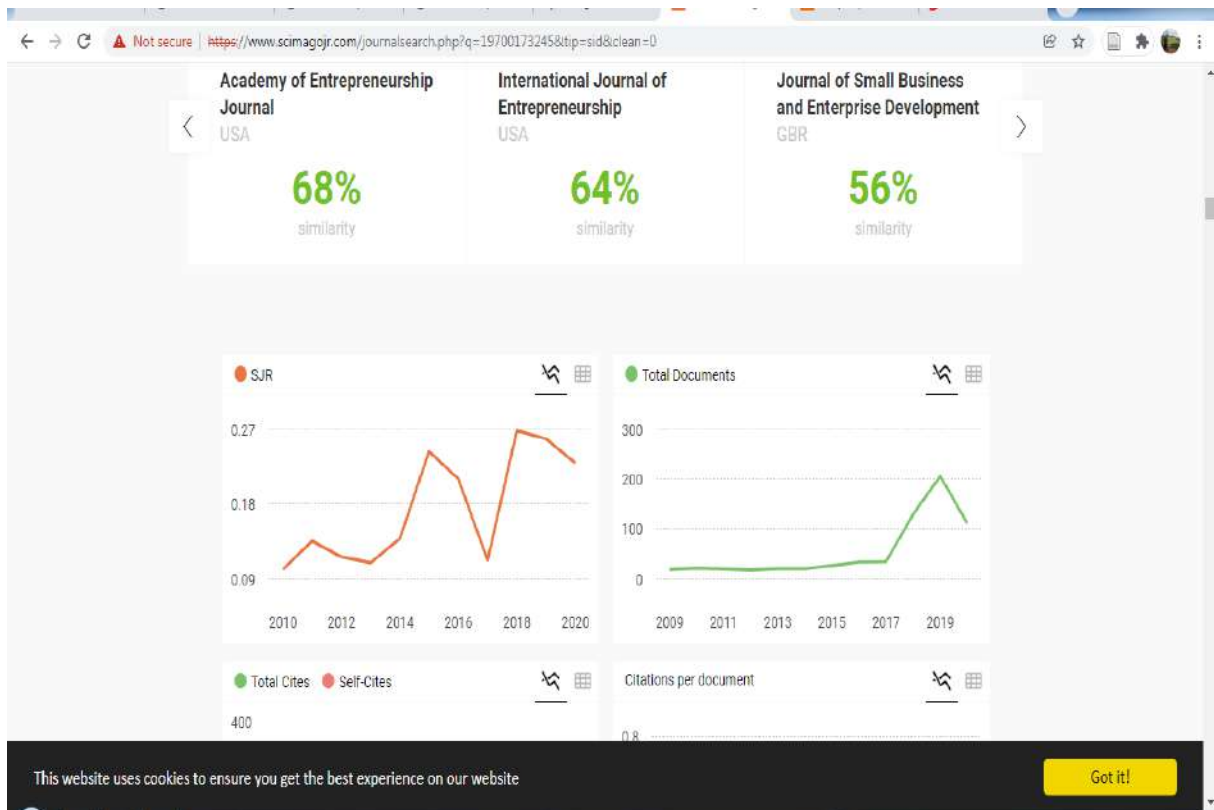 Not secure | https://www.scimagojr.com/journalsearch.php?q=19700173245&tip=sid&clean=0
Academy of Entrepreneurship
Journal
USA
68%
similarity
International Journal of
Entrepreneurship
USA
64%
similarity
Journal of Small Business
and Enterprise Development
GBR
56%
similarity
SJR
0.27
0.18
0.09
2010 2012 2014 2016 2018 2020
Total Documents
300
200
100
0
2009 2011 2013 2015 2017 2019
Total Cites Self-Cites
400
Citations per document
0.8
This website uses cookies to ensure you get the best experience on our website
Got it!